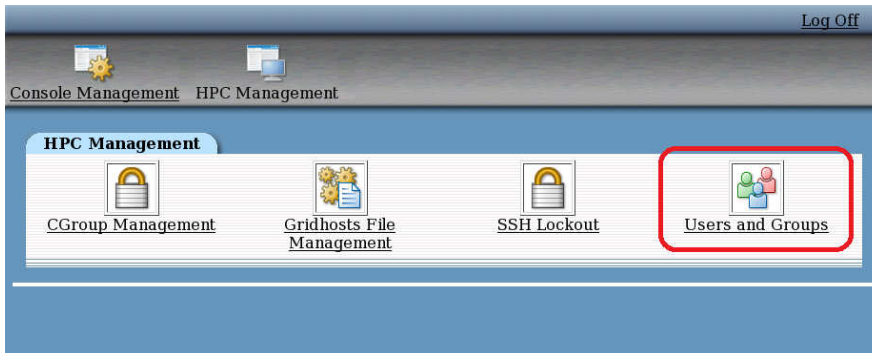 Log Off
Console Management HPC Management
HPC Management
CGroup Management Gridhosts File SSH Lockout Users and Groups
Management